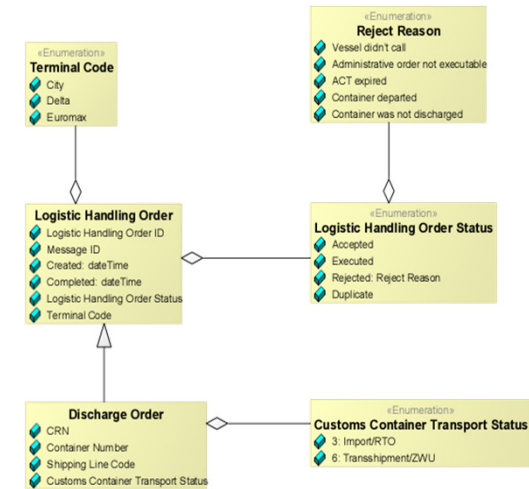 «Enumeration»
Terminal Code
City
Delta
Euromax
«Enumeration»
Reject Reason
Vessel didn't call
Administrative order not executable
ACT expired
Container departed
Container was not discharged
Logistic Handling Order
Logistic Handling Order ID
Message ID
Created: dateTime
Completed: dateTime
Logistic Handling Order Status
Terminal Code
«Enumeration»
Logistic Handling Order Status
Accepted
Executed
Rejected: Reject Reason
Duplicate
Discharge Order
CRN
Container Number
Shipping Line Code
Customs Container Transport Status
«Enumeration»
Customs Container Transport Status
3: Import/RTO
6: Transshipment/ZWU